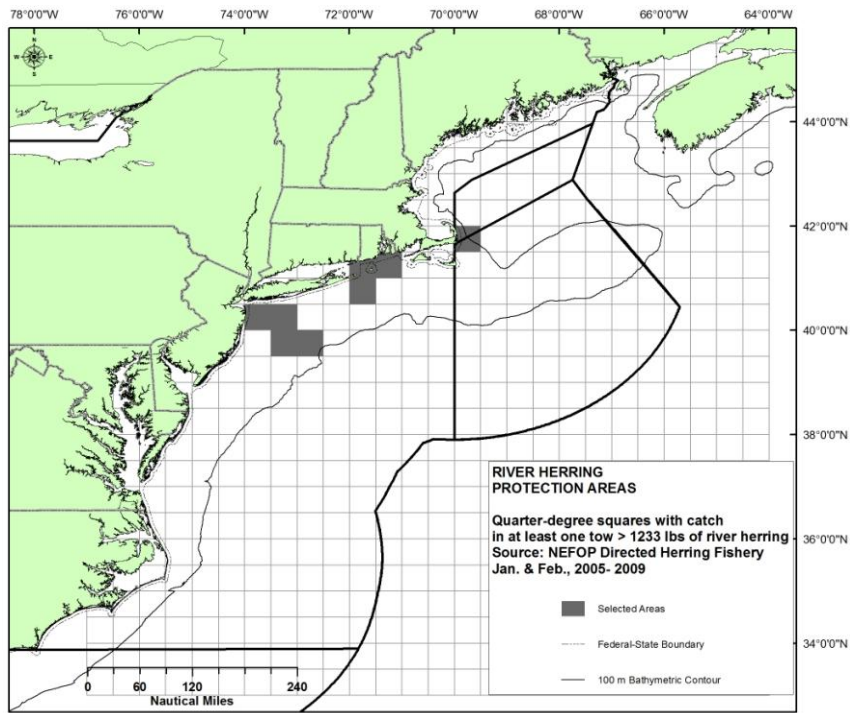 78°0'0"W 76°0'0"W 74°0'0"W 72°0'0"W 70°0'0"W 68°0'0"W 66°0'0"W 64°0'0"W
N
W E
S
44°0'0"N
42°0'0"N
40°0'0"N
38°0'0"N
36°0'0"N
34°0'0"N
RIVER HERRING
PROTECTION AREAS
Quarter-degree squares with catch
in at least one tow > 1233 lbs of river herring
Source: NEFOP Directed Herring Fishery
Jan. & Feb., 2005- 2009
Selected Areas
Federal-State Boundary
100 m Bathymetric Contour
0 60 120 240
Nautical Miles